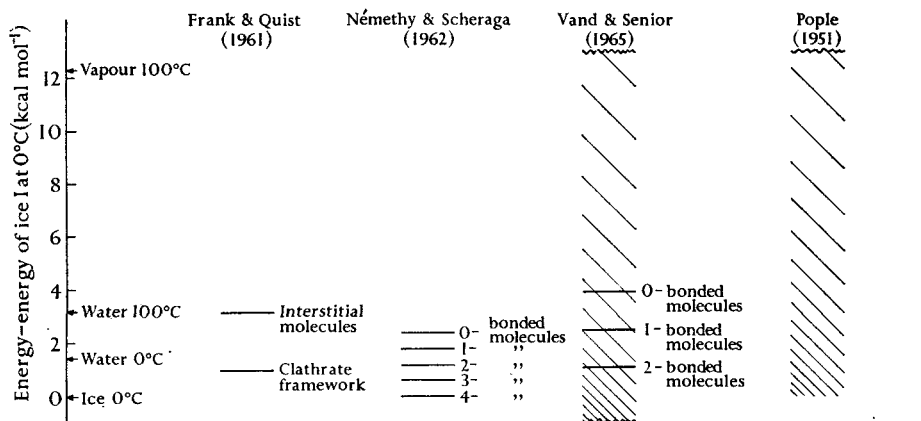 Frank & Quist
(1961)
Némethy & Scheraga
(1962)
Vand & Senior
(1965)
Pople
(1951)
Energy–energy of ice I at 0°C(kcal mol⁻¹)
12
10
8
6
4
2
0
Vapour 100°C
Water 100°C
Water 0°C
Ice 0°C
Interstitial
molecules
Clathrate
framework
0- bonded
molecules
1- ,,
2- ,,
3- ,,
4- ,,
0- bonded
molecules
1- bonded
molecules
2- bonded
molecules